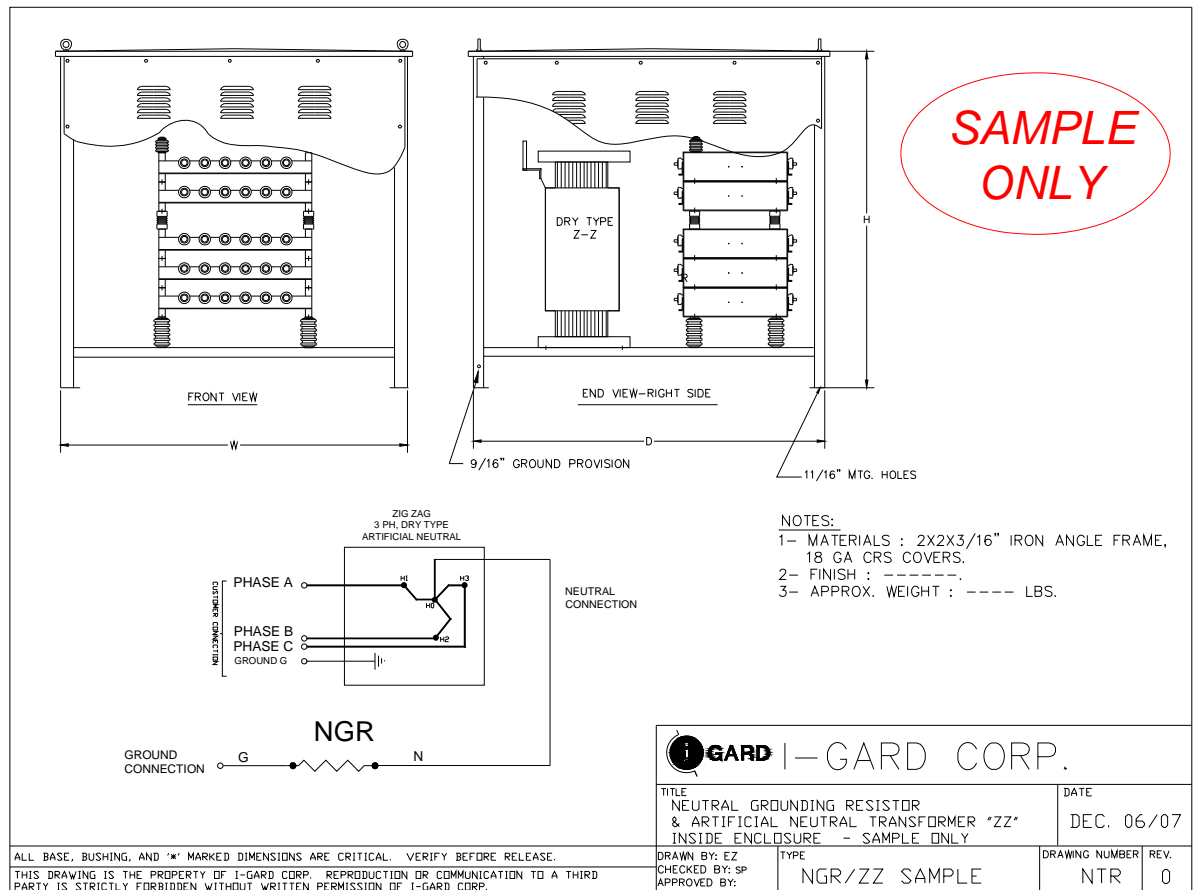 SAMPLE
ONLY
DRY TYPE
Z-Z
R
H
FRONT VIEW
END VIEW-RIGHT SIDE
W
D
9/16" GROUND PROVISION
11/16" MTG. HOLES
ZIG ZAG
3 PH, DRY TYPE
ARTIFICIAL NEUTRAL
CUSTOMER CONNECTION
PHASE A
PHASE B
PHASE C
GROUND G
H1
H3
H0
H2
NEUTRAL
CONNECTION
NGR
GROUND
CONNECTION
G
N
NOTES:
1- MATERIALS : 2X2X3/16" IRON ANGLE FRAME,
18 GA CRS COVERS.
2- FINISH : ------.
3- APPROX. WEIGHT : ---- LBS.
i GARD I-GARD CORP.
TITLE
NEUTRAL GROUNDING RESISTOR
& ARTIFICIAL NEUTRAL TRANSFORMER "ZZ"
INSIDE ENCLOSURE - SAMPLE ONLY
DATE
DEC. 06/07
DRAWN BY: EZ
CHECKED BY: SP
APPROVED BY:
TYPE
NGR/ZZ SAMPLE
DRAWING NUMBER
NTR
REV.
0
ALL BASE, BUSHING, AND '*' MARKED DIMENSIONS ARE CRITICAL. VERIFY BEFORE RELEASE.
THIS DRAWING IS THE PROPERTY OF I-GARD CORP. REPRODUCTION OR COMMUNICATION TO A THIRD
PARTY IS STRICTLY FORBIDDEN WITHOUT WRITTEN PERMISSION OF I-GARD CORP.